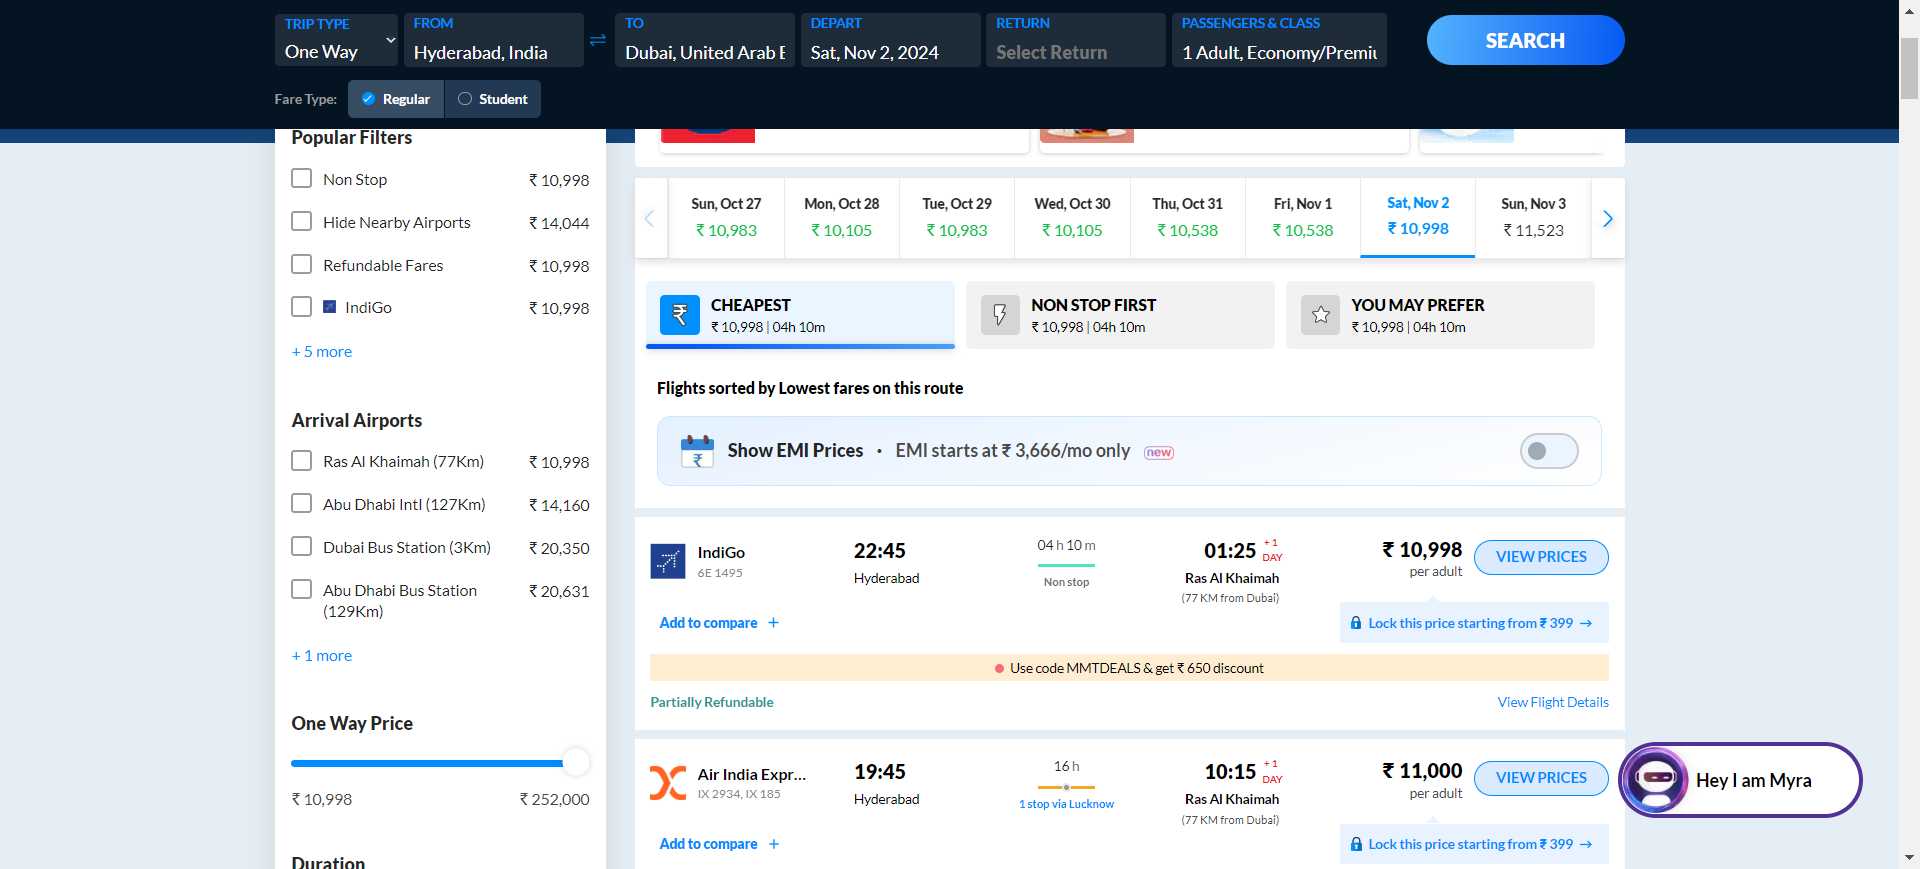 TRIP TYPE
One Way
FROM
Hyderabad, India
TO
Dubai, United Arab E
DEPART
Sat, Nov 2, 2024
RETURN
Select Return
PASSENGERS & CLASS
1 Adult, Economy/Premiu
SEARCH
Fare Type:
Regular
Student
Popular Filters
Non Stop ₹ 10,998
Hide Nearby Airports ₹ 14,044
Refundable Fares ₹ 10,998
IndiGo ₹ 10,998
+ 5 more
Arrival Airports
Ras Al Khaimah (77Km) ₹ 10,998
Abu Dhabi Intl (127Km) ₹ 14,160
Dubai Bus Station (3Km) ₹ 20,350
Abu Dhabi Bus Station ₹ 20,631
(129Km)
+ 1 more
One Way Price
₹ 10,998 ₹ 252,000
Duration
Sun, Oct 27
₹ 10,983
Mon, Oct 28
₹ 10,105
Tue, Oct 29
₹ 10,983
Wed, Oct 30
₹ 10,105
Thu, Oct 31
₹ 10,538
Fri, Nov 1
₹ 10,538
Sat, Nov 2
₹ 10,998
Sun, Nov 3
₹ 11,523
CHEAPEST
₹ 10,998 | 04h 10m
NON STOP FIRST
₹ 10,998 | 04h 10m
YOU MAY PREFER
₹ 10,998 | 04h 10m
Flights sorted by Lowest fares on this route
Show EMI Prices • EMI starts at ₹ 3,666/mo only new
IndiGo
6E 1495
22:45
Hyderabad
04 h 10 m
Non stop
01:25 +1 DAY
Ras Al Khaimah
(77 KM from Dubai)
₹ 10,998
per adult
VIEW PRICES
Add to compare +
Lock this price starting from ₹ 399 →
Use code MMTDEALS & get ₹ 650 discount
Partially Refundable
View Flight Details
Air India Expr...
IX 2934, IX 185
19:45
Hyderabad
16 h
1 stop via Lucknow
10:15 +1 DAY
Ras Al Khaimah
(77 KM from Dubai)
₹ 11,000
per adult
VIEW PRICES
Add to compare +
Lock this price starting from ₹ 399 →
Hey I am Myra